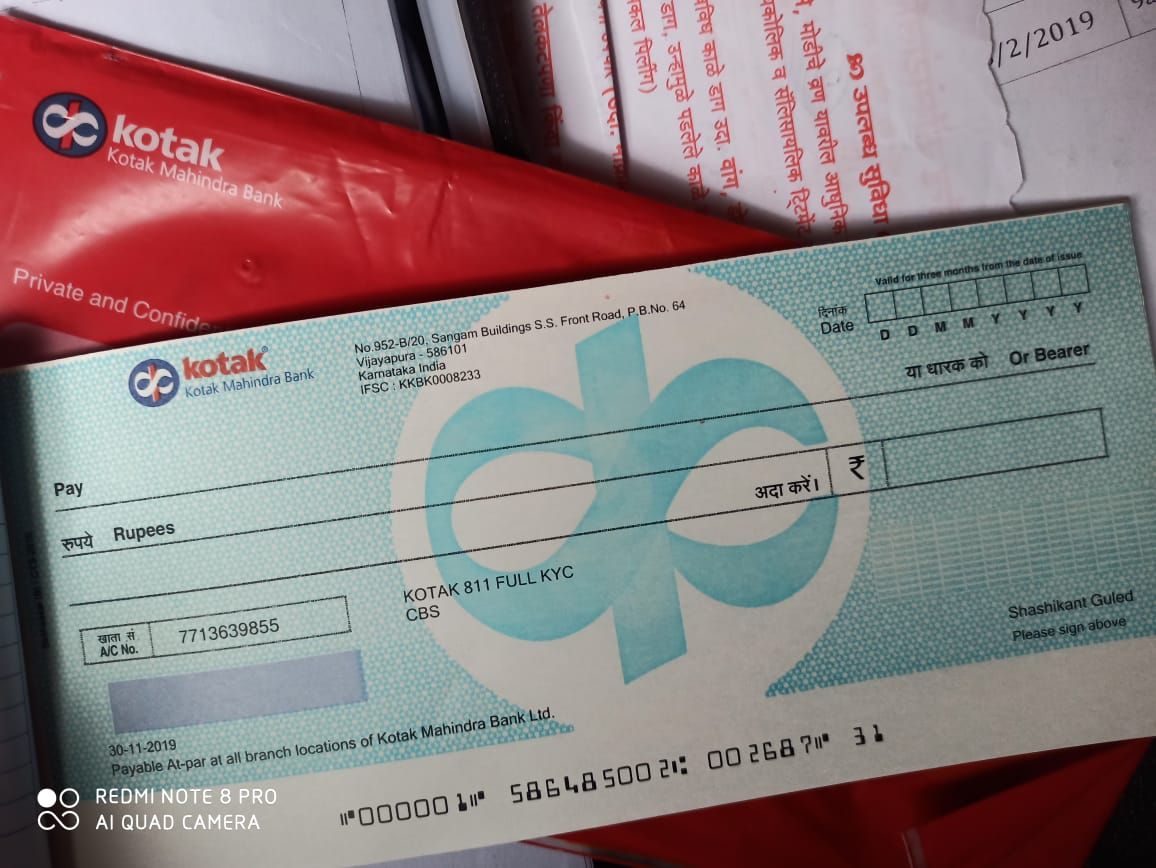 kotak
Kotak Mahindra Bank
Private and Confide
/2/2019
उपलब्ध सुविधा
kotak
Kotak Mahindra Bank
No.952-B/20, Sangam Buildings S.S. Front Road, P.B.No. 64
Vijayapura - 586101
Karnataka India
IFSC : KKBK0008233
Valid for three months from the date of issue
दिनांक
Date
D D M M Y Y Y Y
Pay
या धारक को Or Bearer
रुपये Rupees
अदा करें।
₹
खाता सं
A/C No.
7713639855
KOTAK 811 FULL KYC
CBS
Shashikant Guled
Please sign above
30-11-2019
Payable At-par at all branch locations of Kotak Mahindra Bank Ltd.
⑈000001⑈ 586485002⑆ 002687⑈ 31
REDMI NOTE 8 PRO
AI QUAD CAMERA